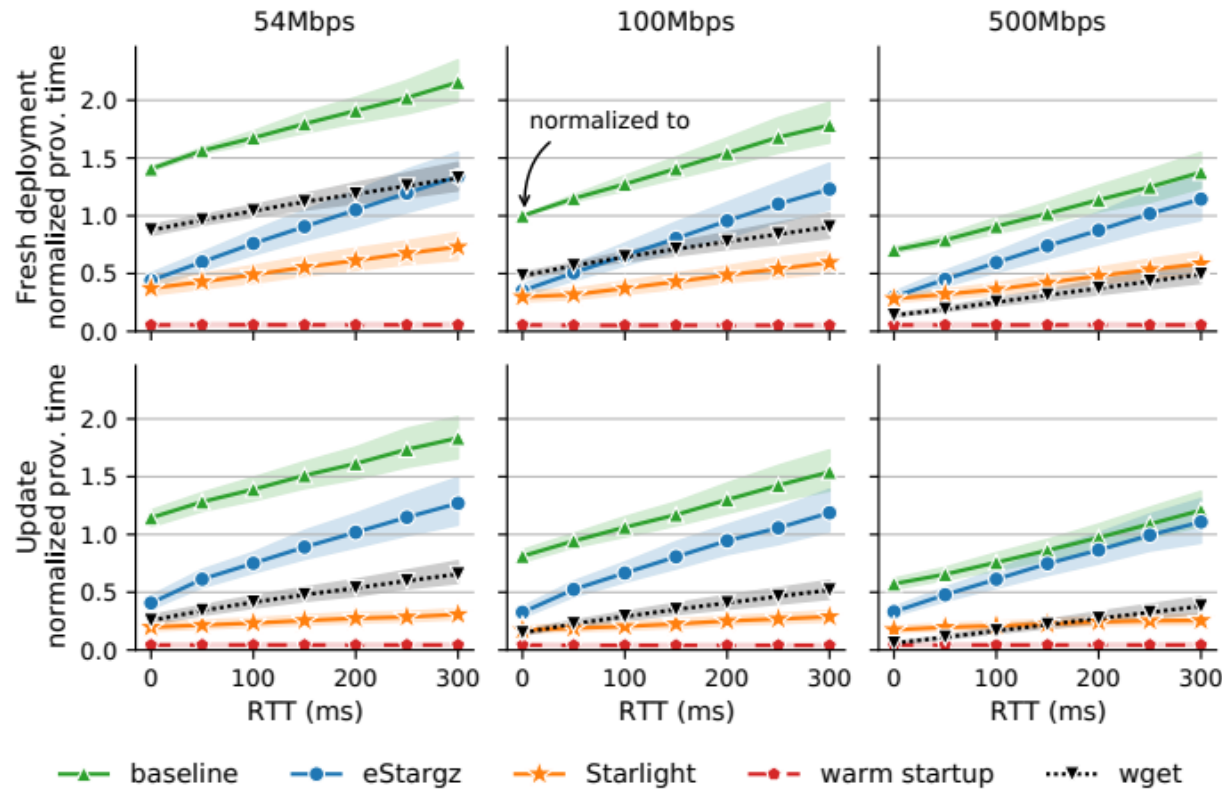 54Mbps
100Mbps
500Mbps
Fresh deployment
normalized prov. time
2.0
1.5
1.0
0.5
0.0
normalized to
Update
normalized prov. time
2.0
1.5
1.0
0.5
0.0
0 100 200 300
0 100 200 300
0 100 200 300
RTT (ms)
RTT (ms)
RTT (ms)
baseline
eStargz
Starlight
warm startup
wget